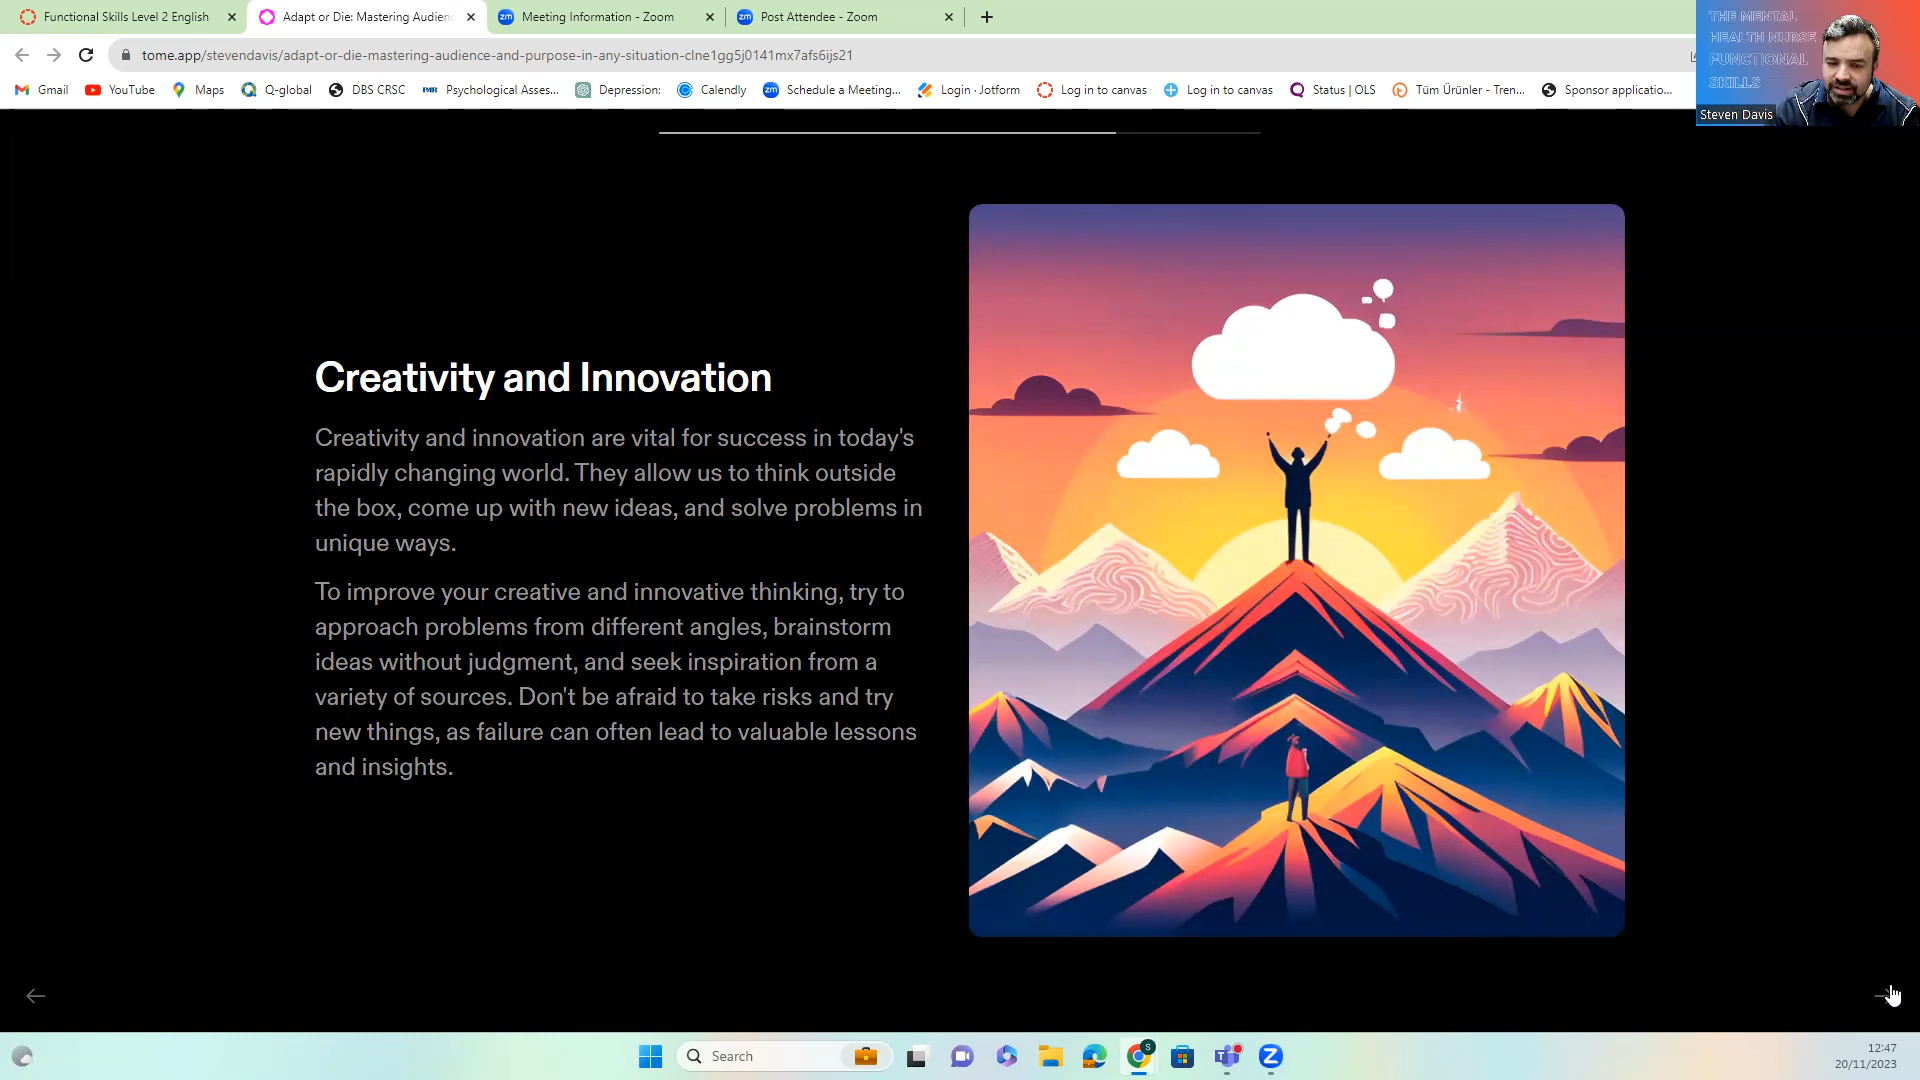 Functional Skills Level 2 English
Adapt or Die: Mastering Audien
Meeting Information - Zoom
Post Attendee - Zoom
tome.app/stevendavis/adapt-or-die-mastering-audience-and-purpose-in-any-situation-clne1gg5j0141mx7afs6ijs21
Gmail
YouTube
Maps
Q-global
DBS CRSC
Psychological Asses...
Depression:
Calendly
Schedule a Meeting...
Login · Jotform
Log in to canvas
Log in to canvas
Status | OLS
Tüm Ürünler - Tren...
Sponsor applicatio...
THE MENTAL
HEALTH NURSE
FUNCTIONAL
SKILLS
Steven Davis
Creativity and Innovation
Creativity and innovation are vital for success in today's
rapidly changing world. They allow us to think outside
the box, come up with new ideas, and solve problems in
unique ways.
To improve your creative and innovative thinking, try to
approach problems from different angles, brainstorm
ideas without judgment, and seek inspiration from a
variety of sources. Don't be afraid to take risks and try
new things, as failure can often lead to valuable lessons
and insights.
Search
12:47
20/11/2023